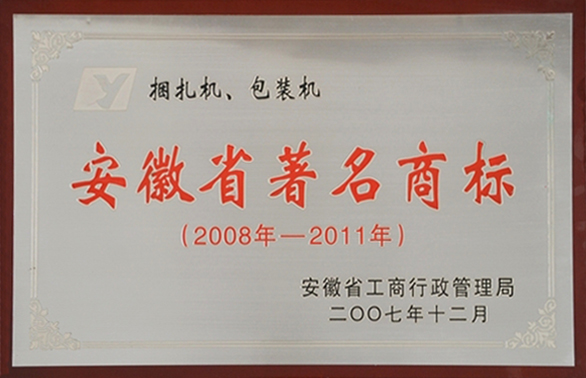 捆扎机、包装机
安徽省著名商标
(2008年—2011年)
安徽省工商行政管理局
二〇〇七年十二月